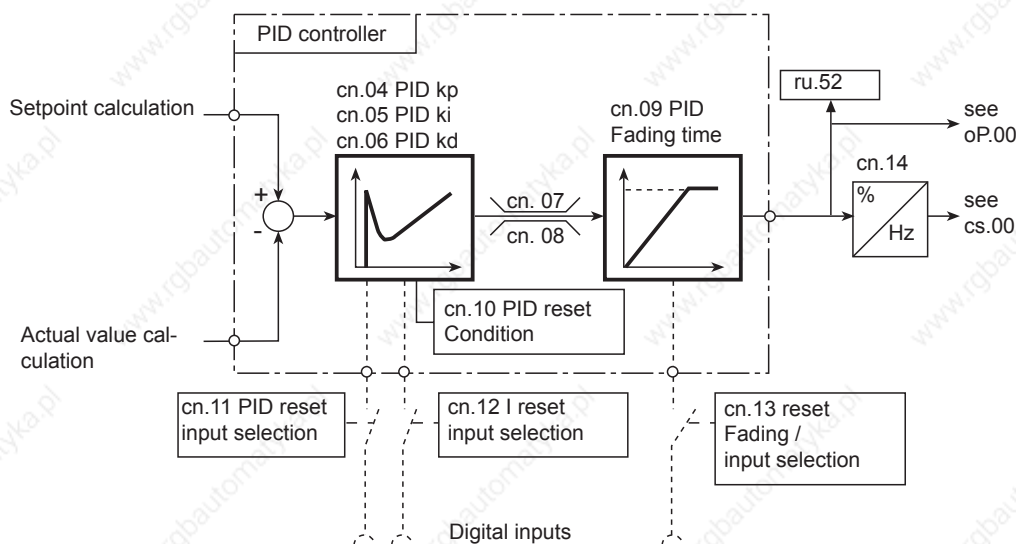 PID controller
Setpoint calculation
cn.04 PID kp
cn.05 PID ki
cn.06 PID kd
cn.09 PID
Fading time
ru.52
see
oP.00
cn.14
%
Hz
see
cs.00
+
-
cn. 07
cn. 08
cn.10 PID reset
Condition
Actual value cal-
culation
cn.11 PID reset
input selection
cn.12 I reset
input selection
cn.13 reset
Fading /
input selection
Digital inputs
www.rgbautomatyka.pl